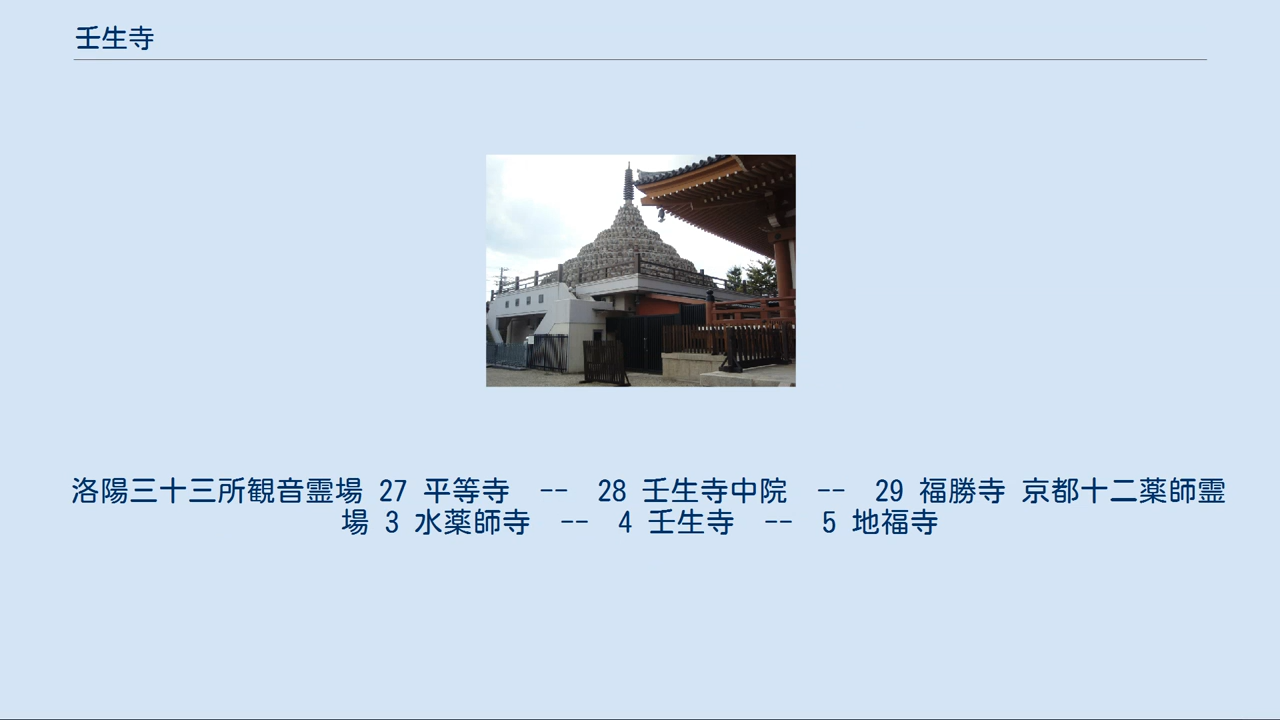 壬生寺
洛陽三十三所観音霊場 27 平等寺　--　28 壬生寺中院　--　29 福勝寺 京都十二薬師霊
場 3 水薬師寺　--　4 壬生寺　--　5 地福寺